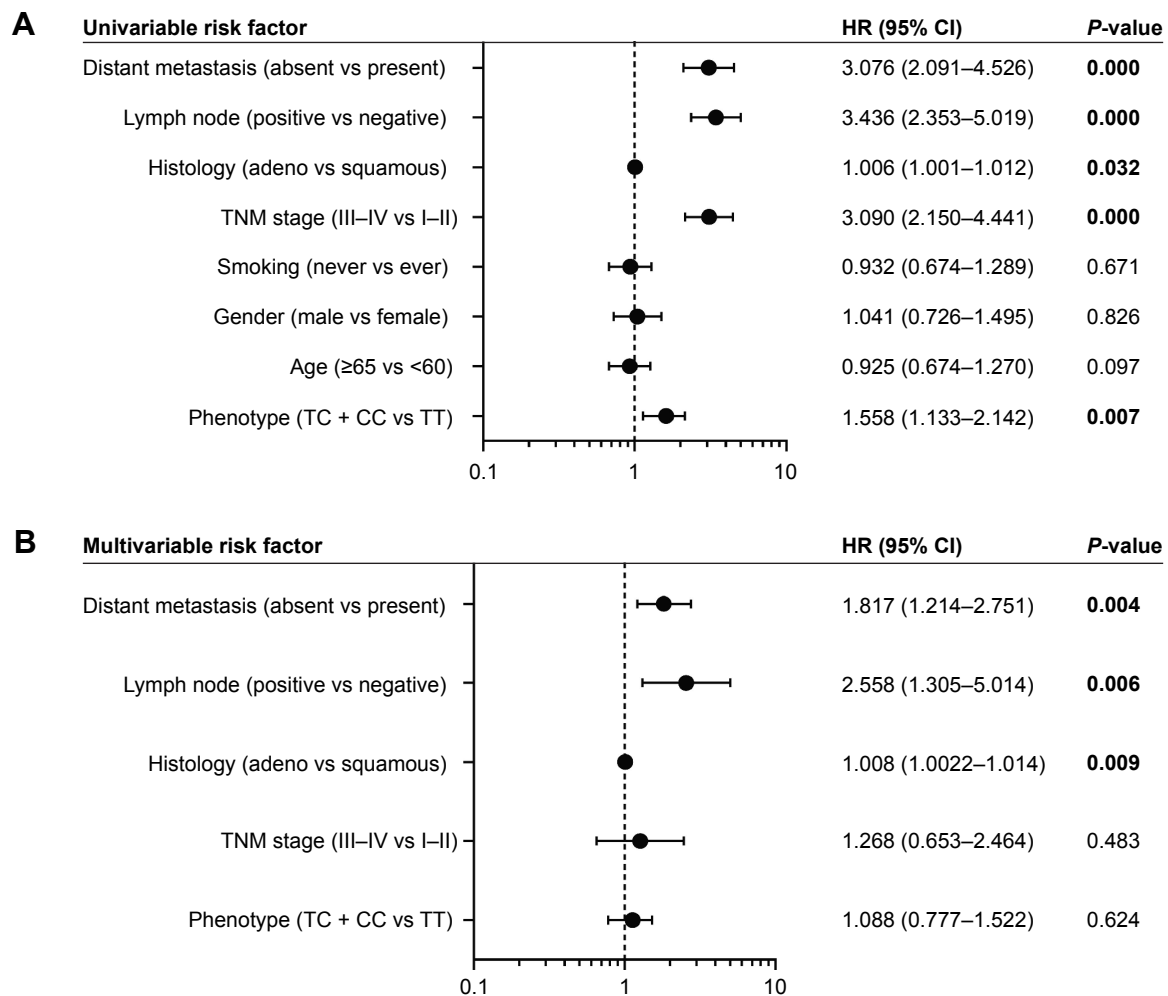 A
Univariable risk factor HR (95% CI) P-value
Distant metastasis (absent vs present) 3.076 (2.091–4.526) 0.000
Lymph node (positive vs negative) 3.436 (2.353–5.019) 0.000
Histology (adeno vs squamous) 1.006 (1.001–1.012) 0.032
TNM stage (III–IV vs I–II) 3.090 (2.150–4.441) 0.000
Smoking (never vs ever) 0.932 (0.674–1.289) 0.671
Gender (male vs female) 1.041 (0.726–1.495) 0.826
Age (≥65 vs <60) 0.925 (0.674–1.270) 0.097
Phenotype (TC + CC vs TT) 1.558 (1.133–2.142) 0.007
0.1 1 10
B
Multivariable risk factor HR (95% CI) P-value
Distant metastasis (absent vs present) 1.817 (1.214–2.751) 0.004
Lymph node (positive vs negative) 2.558 (1.305–5.014) 0.006
Histology (adeno vs squamous) 1.008 (1.0022–1.014) 0.009
TNM stage (III–IV vs I–II) 1.268 (0.653–2.464) 0.483
Phenotype (TC + CC vs TT) 1.088 (0.777–1.522) 0.624
0.1 1 10